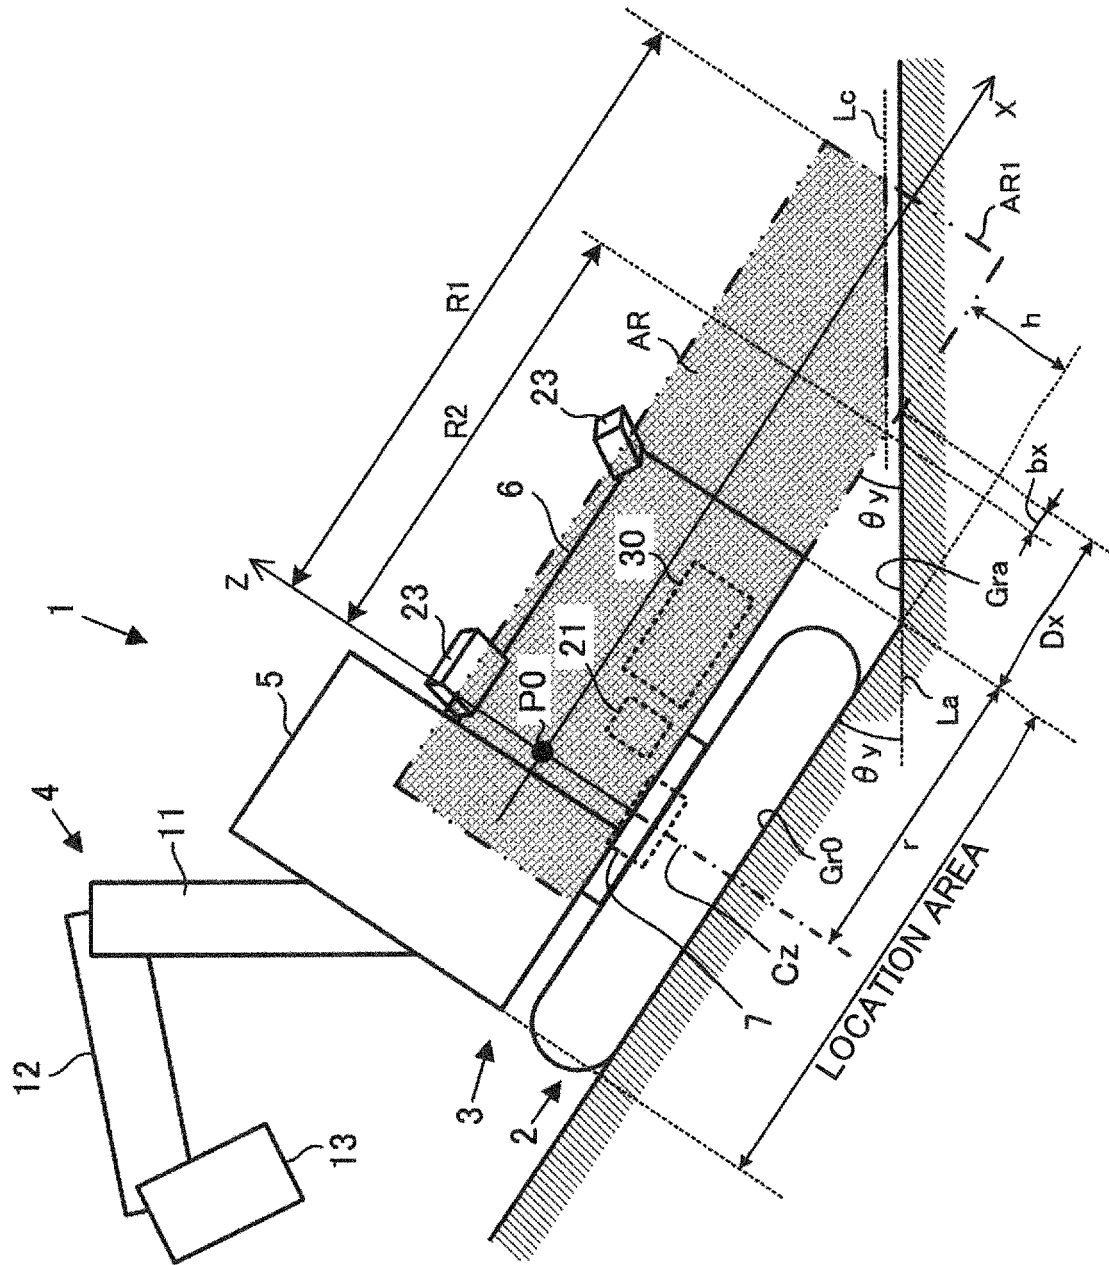 1
4
5
11
12
13
3
2
Z
23
23
6
P0
21
30
R1
R2
AR
Lc
X
AR1
h
bx
θy
Gra
Dx
La
θy
r
Gr0
Cz
7
LOCATION AREA